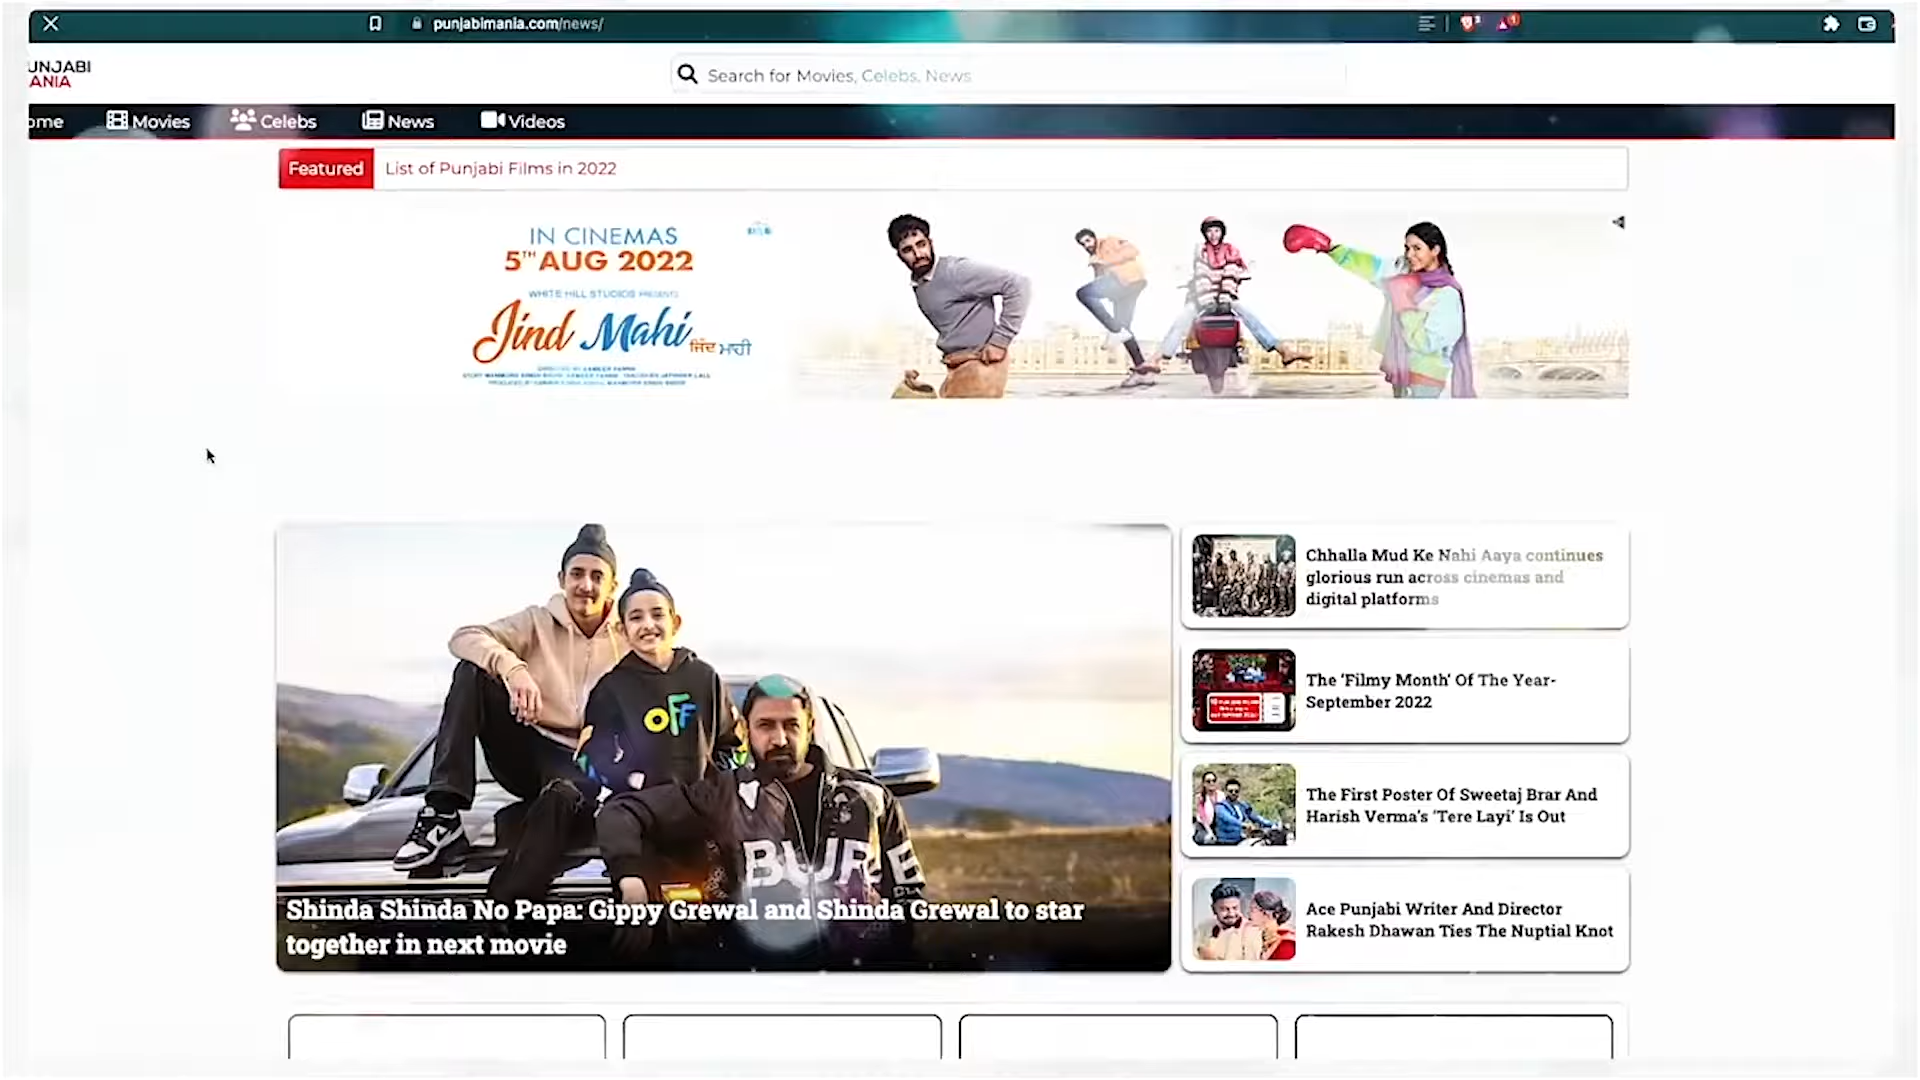 punjabimania.com/news/
UNJABI
ANIA
Search for Movies, Celebs, News
ome
Movies
Celebs
News
Videos
Featured
List of Punjabi Films in 2022
IN CINEMAS
5TH AUG 2022
WHITE HILL STUDIOS PRESENTS
Jind Mahi
ਜਿੰਦ ਮਾਹੀ
OFF
BURBE
Shinda Shinda No Papa: Gippy Grewal and Shinda Grewal to star
together in next movie
Chhalla Mud Ke Nahi Aaya continues
glorious run across cinemas and
digital platforms
The 'Filmy Month' Of The Year-
September 2022
The First Poster Of Sweetaj Brar And
Harish Verma's 'Tere Layi' Is Out
Ace Punjabi Writer And Director
Rakesh Dhawan Ties The Nuptial Knot